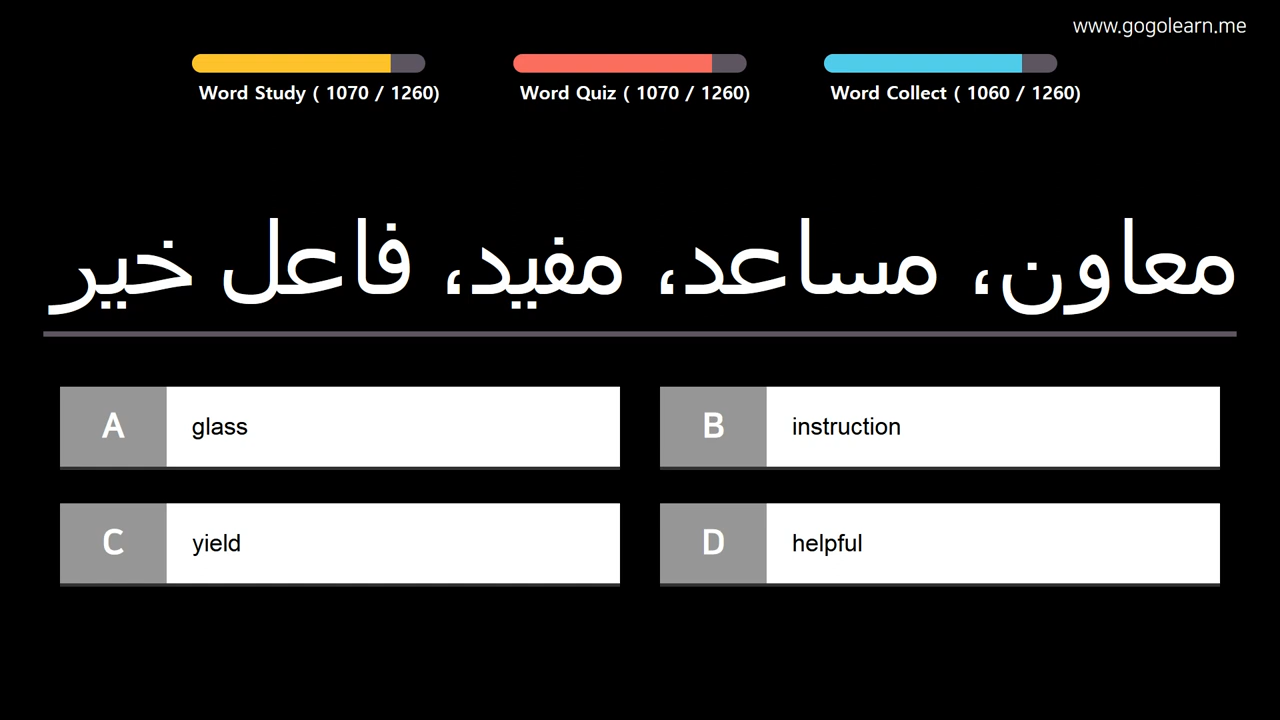 www.gogolearn.me
Word Study ( 1070 / 1260)
Word Quiz ( 1070 / 1260)
Word Collect ( 1060 / 1260)
معاون، مساعد، مفيد، فاعل خير
A glass
B instruction
C yield
D helpful